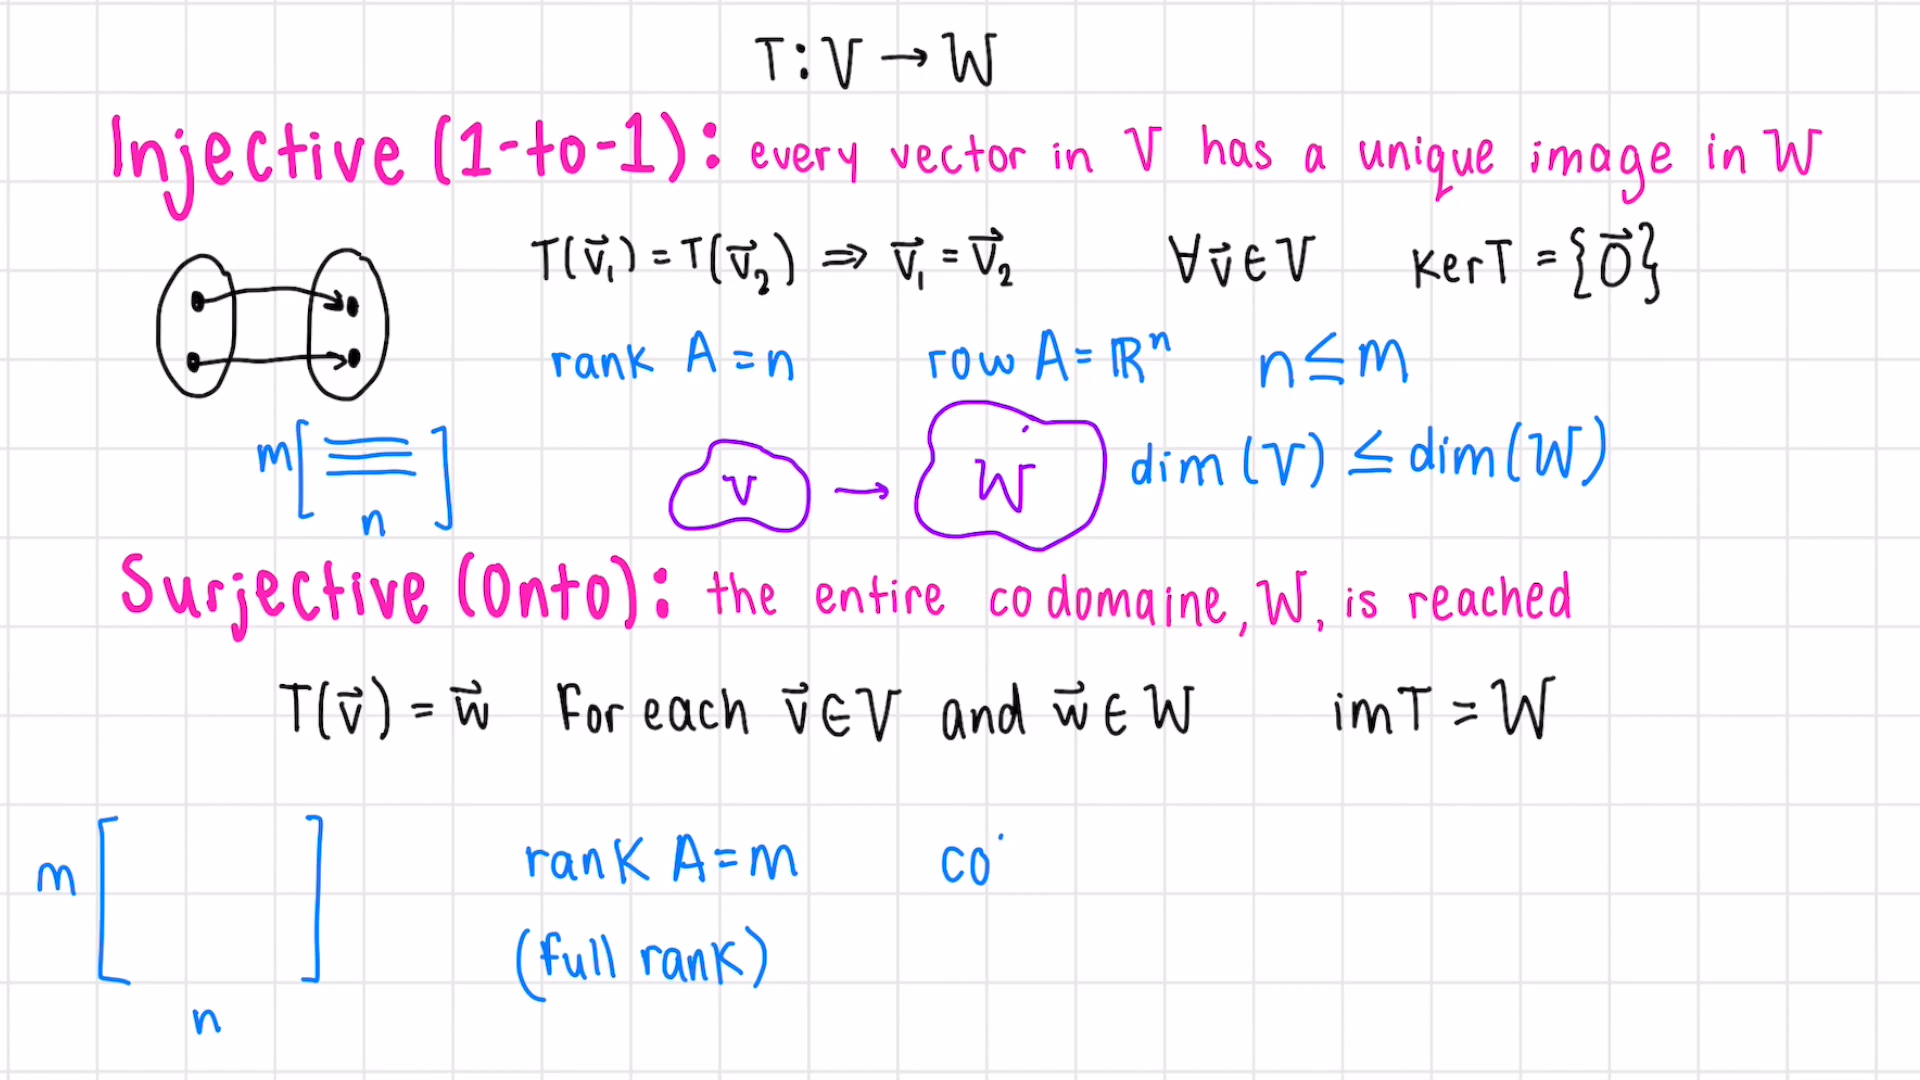 T: V → W
Injective (1-to-1): every vector in V has a unique image in W
T(v⃗₁) = T(v⃗₂) ⇒ v⃗₁ = v⃗₂ ∀v⃗∈V kerT = {0⃗}
rank A = n row A = ℝⁿ n ≤ m
m [ ] n
V → W dim(V) ≤ dim(W)
Surjective (Onto): the entire codomaine, W, is reached
T(v⃗) = w⃗ For each v⃗∈V and w⃗∈W imT = W
m [ ] n
rank A = m co
(full rank)